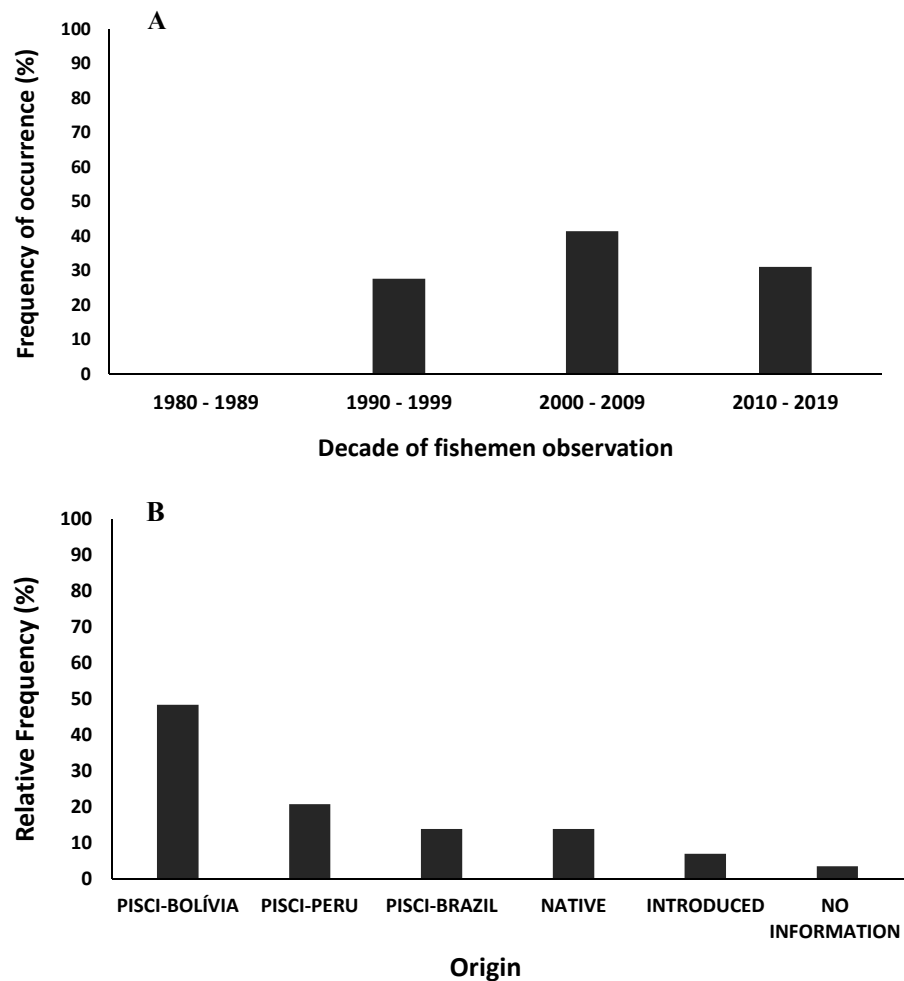 A
Frequency of occurrence (%)
100
90
80
70
60
50
40
30
20
10
0
1980 - 1989 1990 - 1999 2000 - 2009 2010 - 2019
Decade of fishemen observation
B
Relative Frequency (%)
100
90
80
70
60
50
40
30
20
10
0
PISCI-BOLÍVIA PISCI-PERU PISCI-BRAZIL NATIVE INTRODUCED NO
INFORMATION
Origin